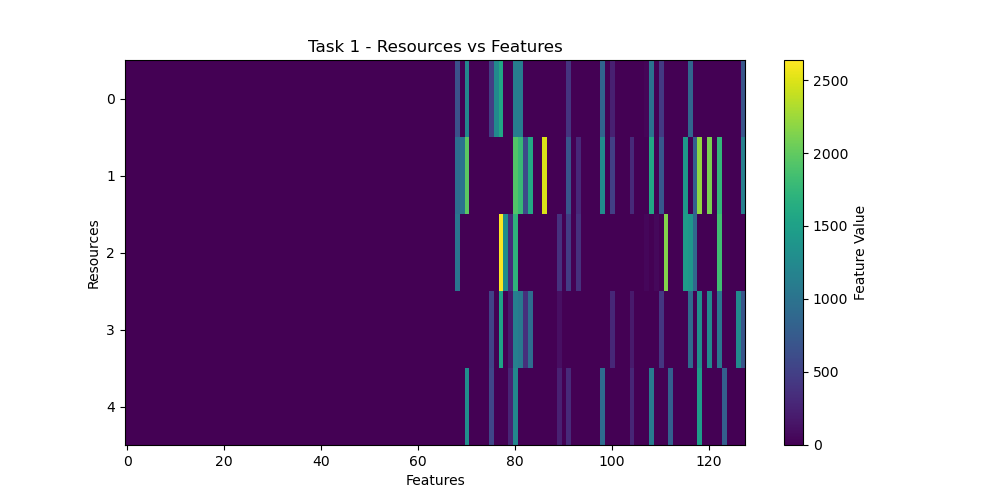 Task 1 - Resources vs Features
Resources
0
1
2
3
4
0 20 40 60 80 100 120
Features
2500
2000
1500
1000
500
0
Feature Value